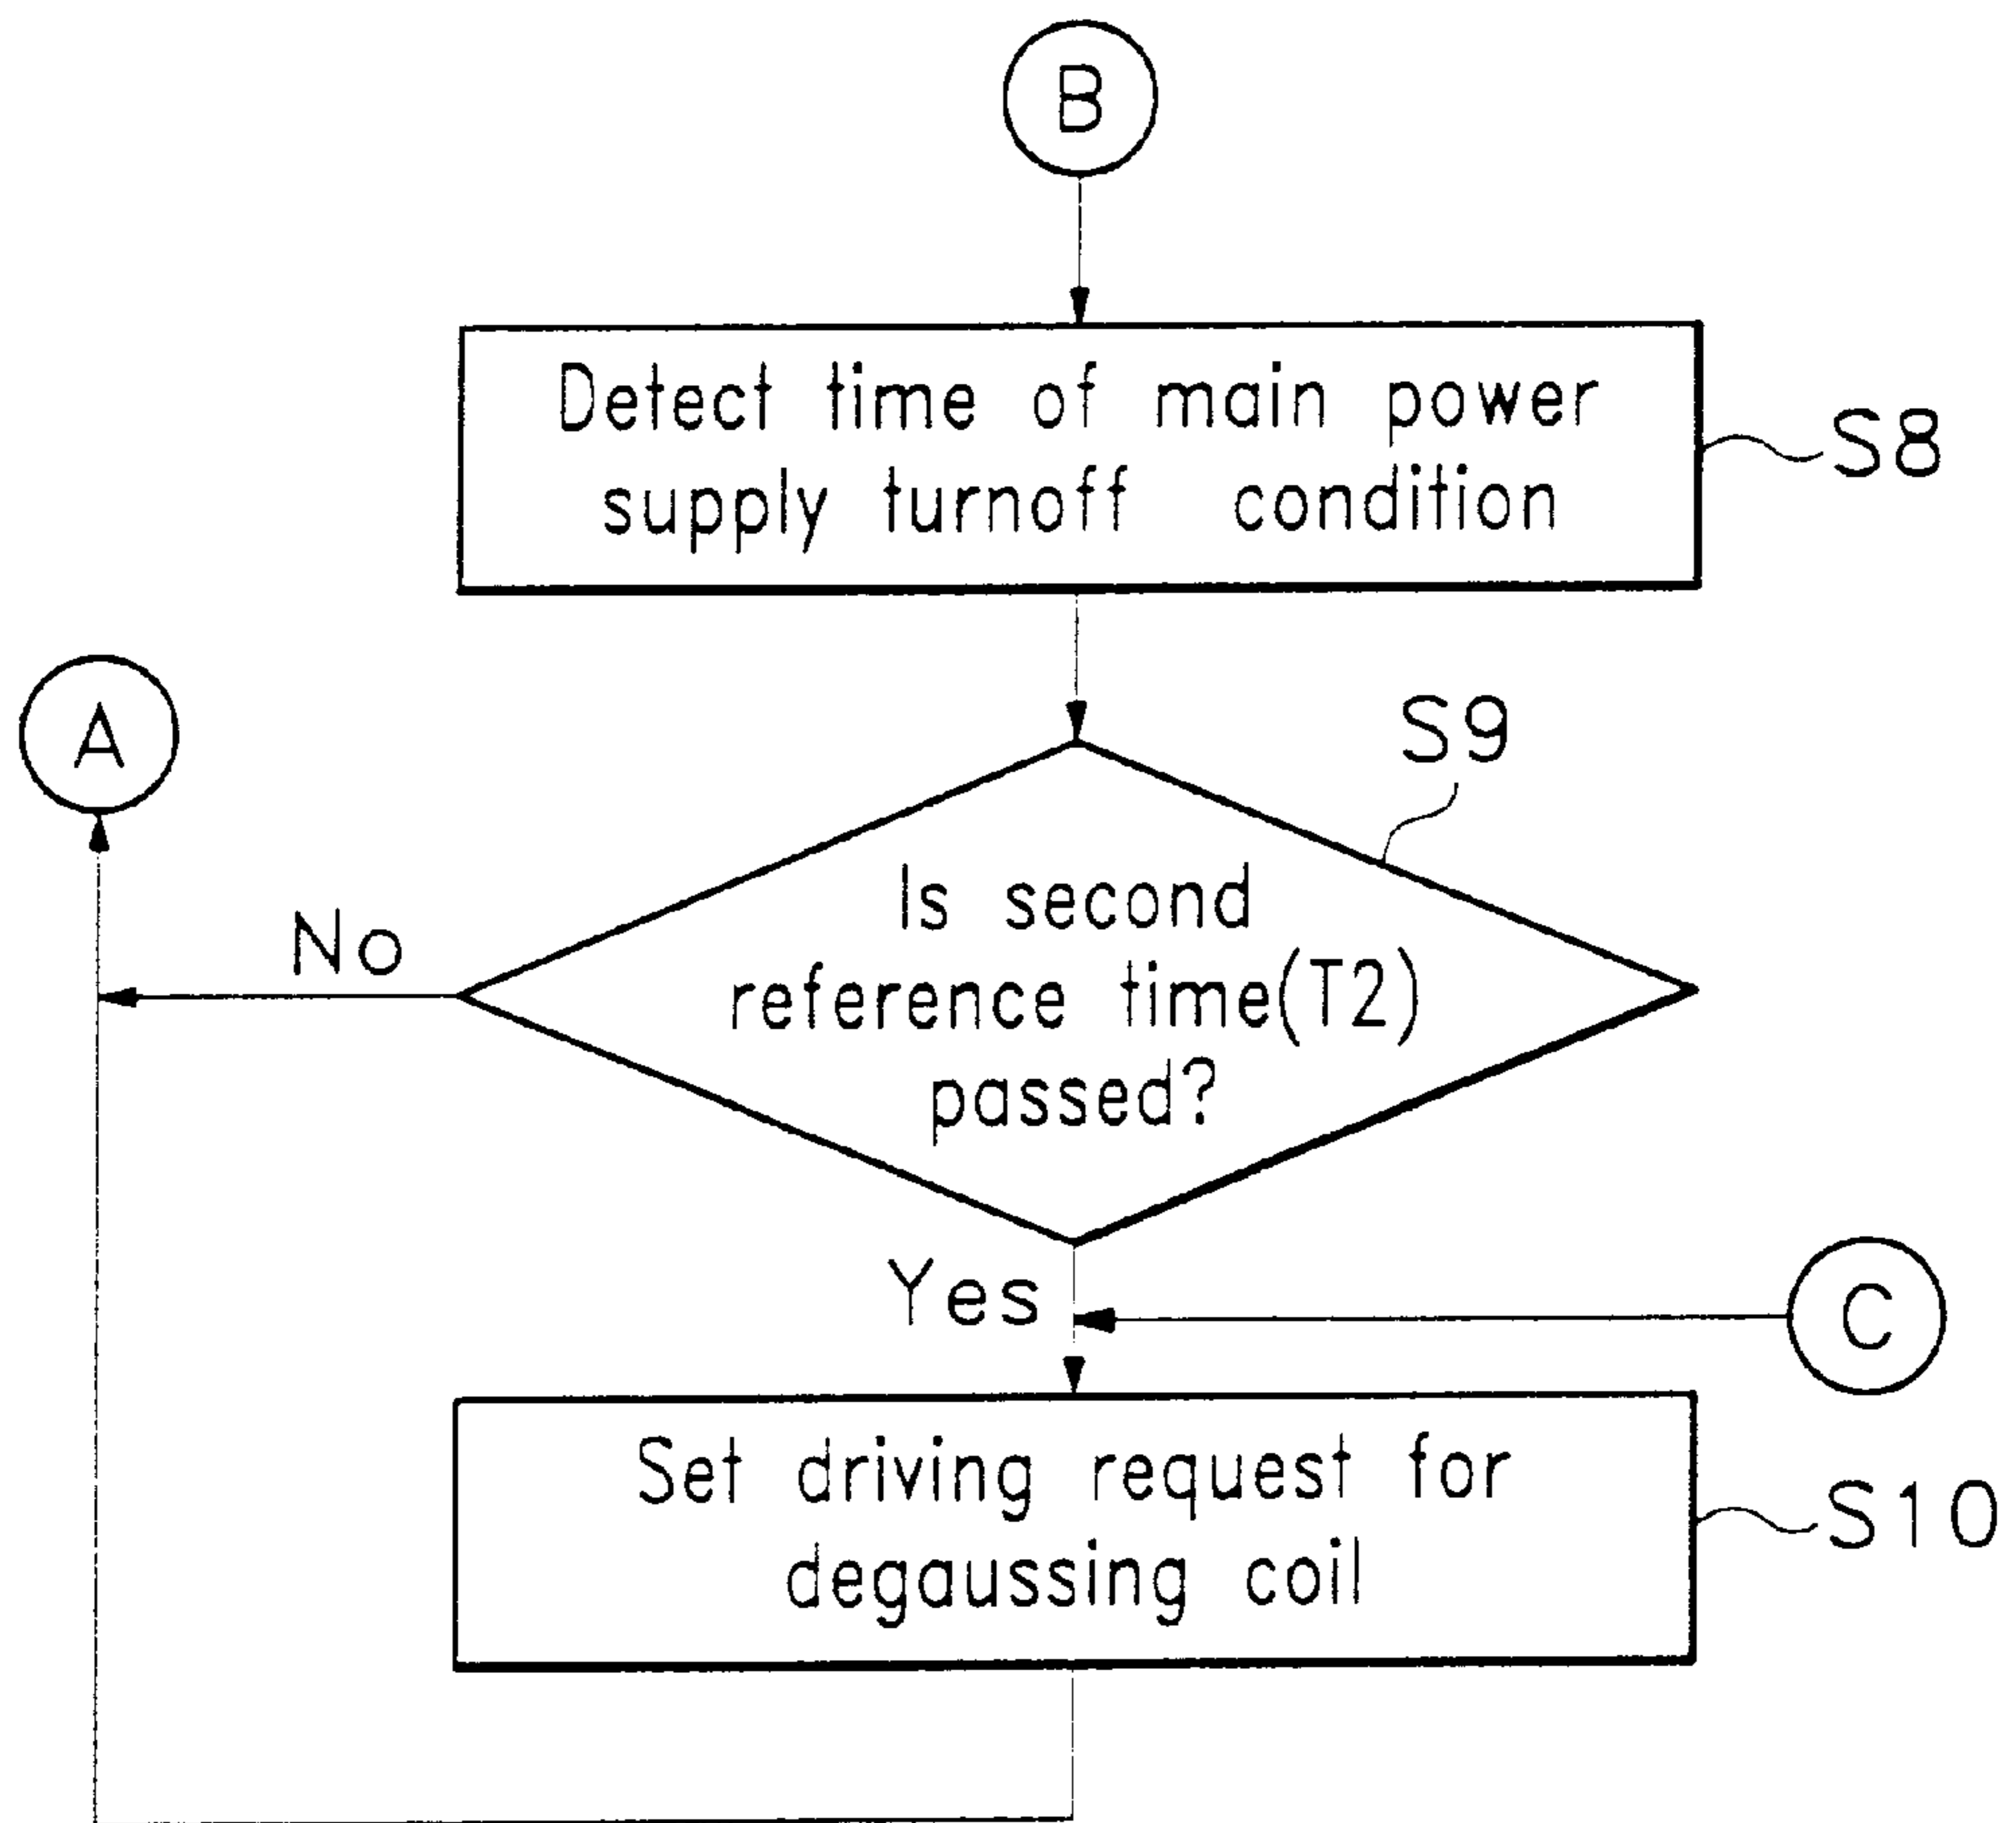 B
Detect time of main power
supply turnoff condition
S8
A
S9
Is second
reference time(T2)
passed?
No
Yes
C
Set driving request for
degaussing coil
S10